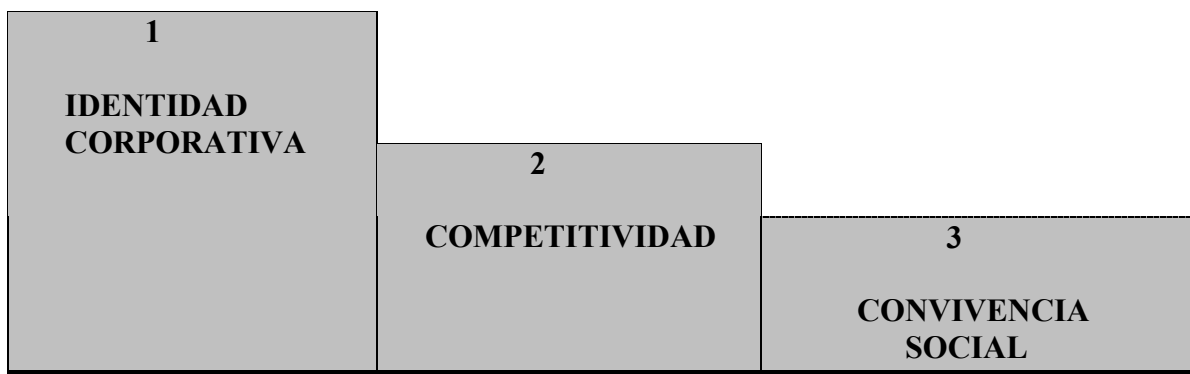 1
IDENTIDAD
CORPORATIVA
2
COMPETITIVIDAD
3
CONVIVENCIA
SOCIAL